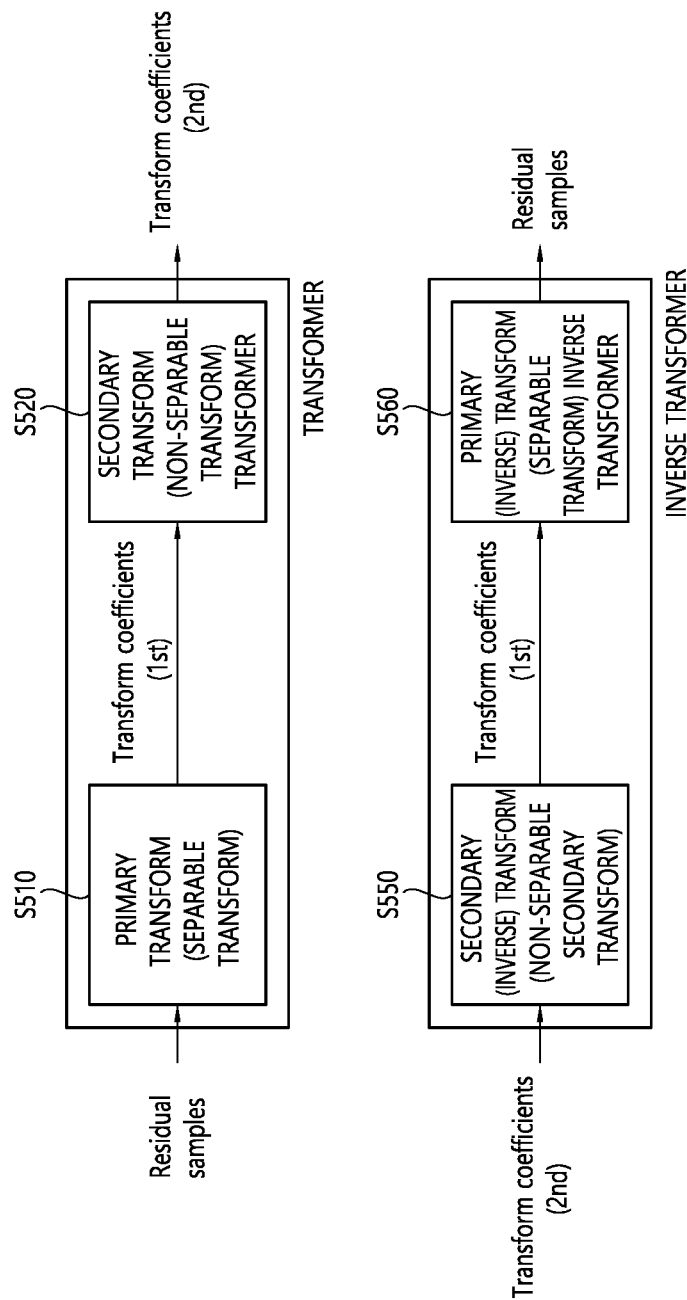 Residual
samples
S510
PRIMARY
TRANSFORM
(SEPARABLE
TRANSFORM)
Transform coefficients
(1st)
S520
SECONDARY
TRANSFORM
(NON-SEPARABLE
TRANSFORM)
TRANSFORMER
TRANSFORMER
Transform coefficients
(2nd)
Transform coefficients
(2nd)
S550
SECONDARY
(INVERSE) TRANSFORM
(NON-SEPARABLE
SECONDARY
TRANSFORM)
Transform coefficients
(1st)
S560
PRIMARY
(INVERSE) TRANSFORM
(SEPARABLE
TRANSFORM) INVERSE
TRANSFORMER
INVERSE TRANSFORMER
Residual
samples